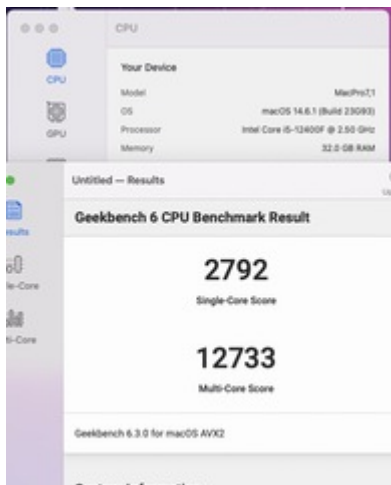 CPU
CPU
Your Device
Model MacPro7,1
OS macOS 14.6.1 (Build 23G93)
GPU
Processor Intel Core i5-12400F @ 2.50 GHz
Memory 32.0 GB RAM
Untitled — Results
Geekbench 6 CPU Benchmark Result
2792
Single-Core Score
12733
Multi-Core Score
Geekbench 6.3.0 for macOS AVX2